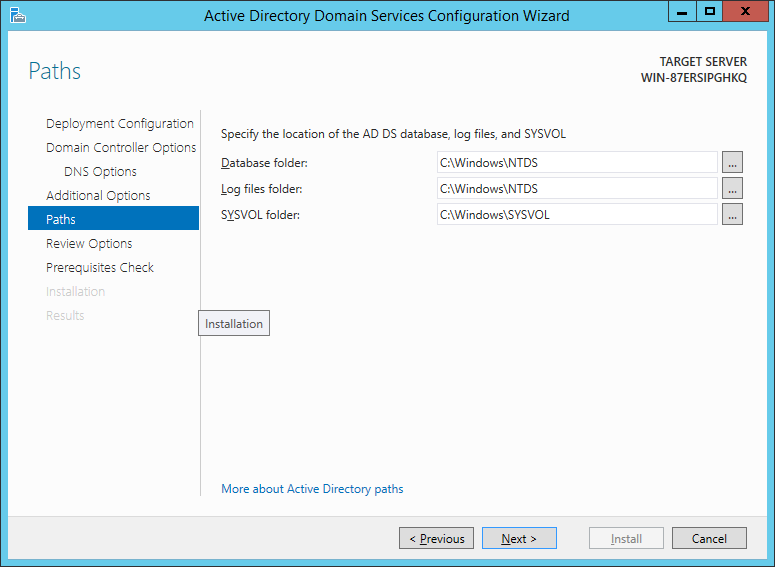 Active Directory Domain Services Configuration Wizard
Paths
TARGET SERVER
WIN-87ERSIPGHKQ
Deployment Configuration
Domain Controller Options
DNS Options
Additional Options
Paths
Review Options
Prerequisites Check
Installation
Results
Specify the location of the AD DS database, log files, and SYSVOL
Database folder: C:\Windows\NTDS ...
Log files folder: C:\Windows\NTDS ...
SYSVOL folder: C:\Windows\SYSVOL ...
Installation
More about Active Directory paths
< Previous Next > Install Cancel